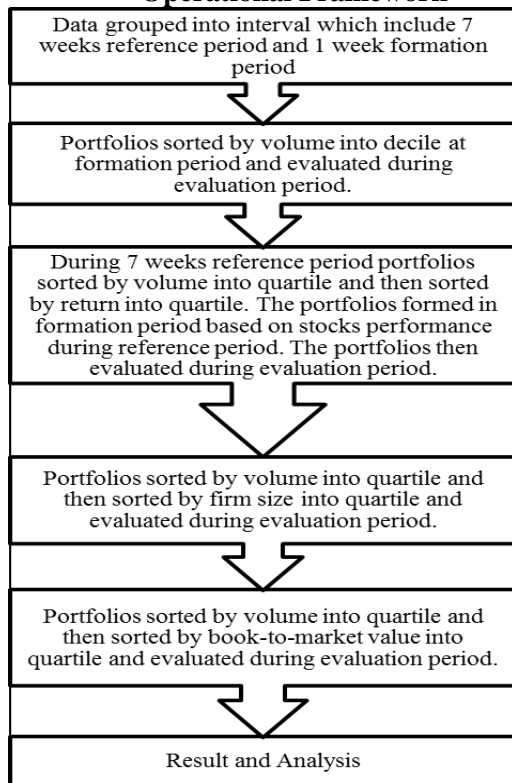 Operational Framework
Data grouped into interval which include 7
weeks reference period and 1 week formation
period
Portfolios sorted by volume into decile at
formation period and evaluated during
evaluation period.
During 7 weeks reference period portfolios
sorted by volume into quartile and then sorted
by return into quartile. The portfolios formed in
formation period based on stocks performance
during reference period. The portfolios then
evaluated during evaluation period.
Portfolios sorted by volume into quartile and
then sorted by firm size into quartile and
evaluated during evaluation period.
Portfolios sorted by volume into quartile and
then sorted by book-to-market value into
quartile and evaluated during evaluation period.
Result and Analysis